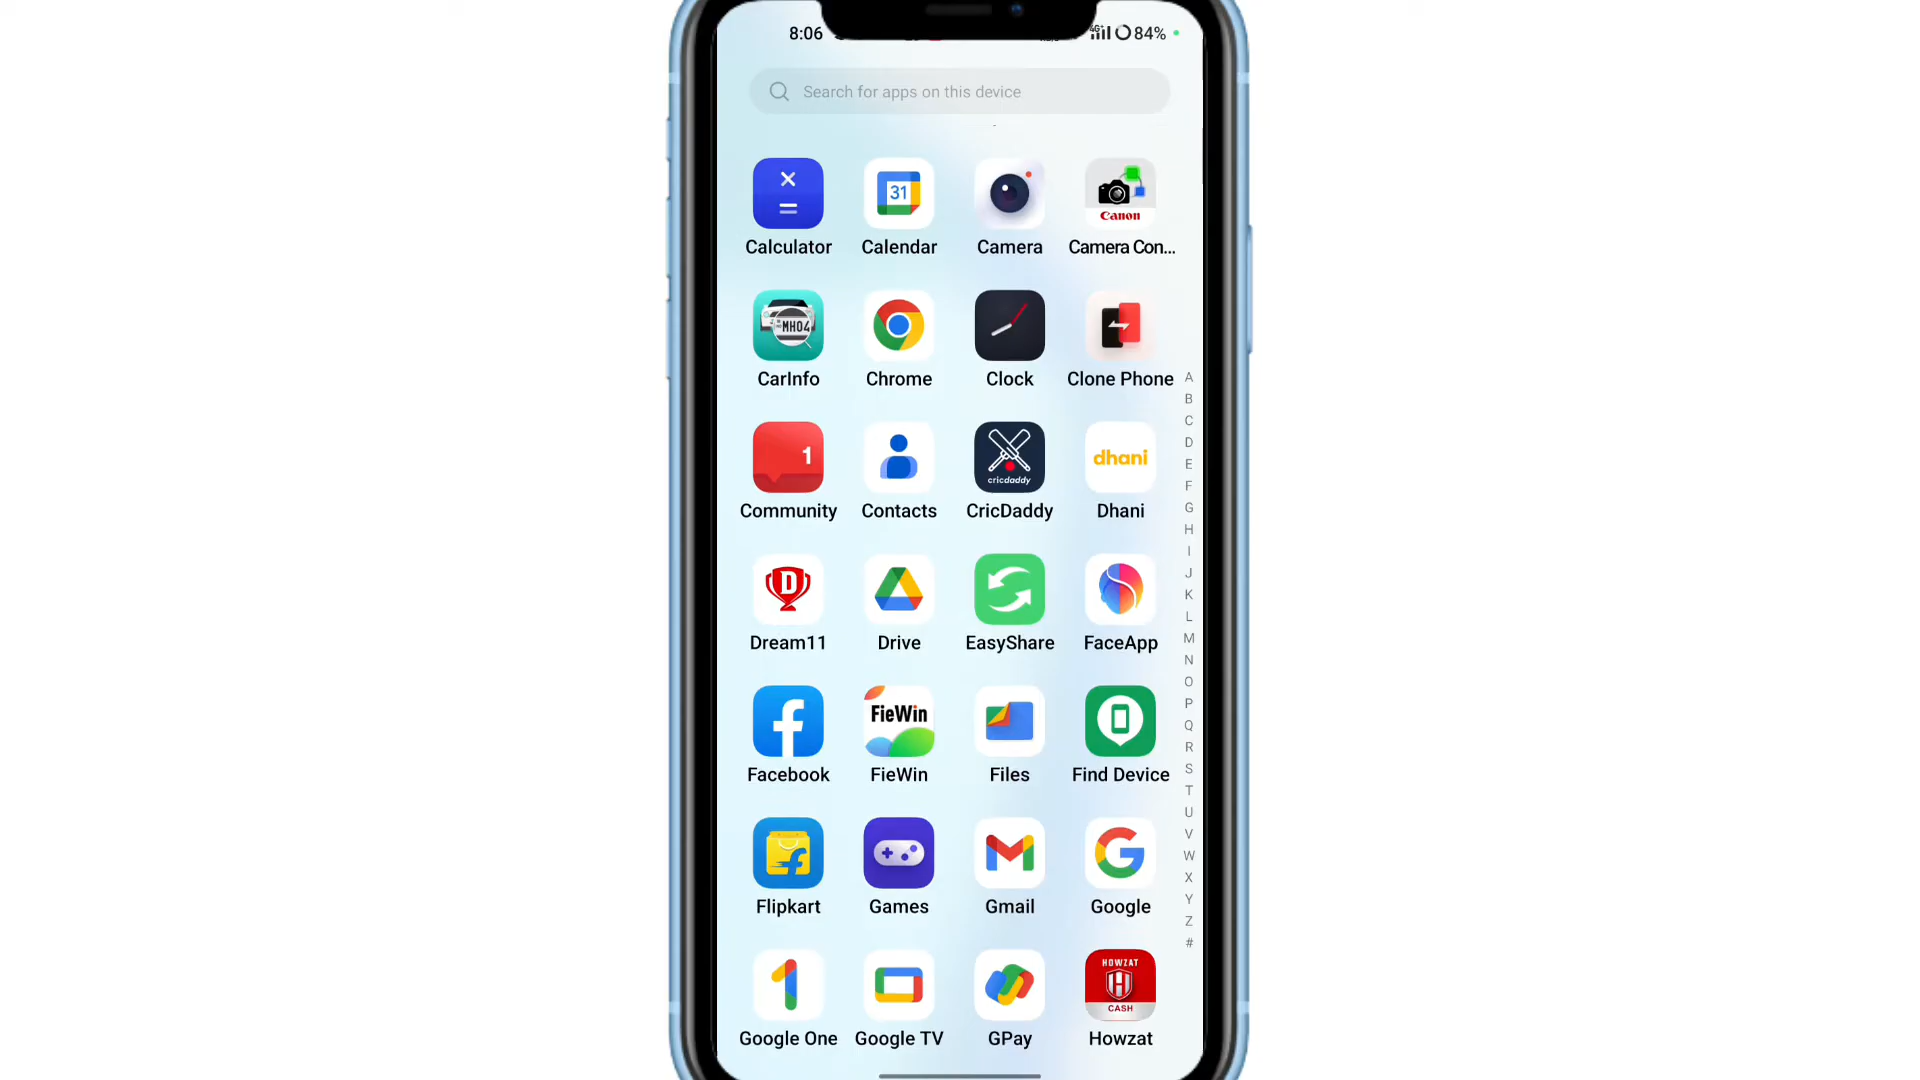 8:06
4G+ 84%
Search for apps on this device
31
Canon
Calculator Calendar Camera Camera Con...
MH04
CarInfo Chrome Clock Clone Phone
1
cricdaddy
dhani
Community Contacts CricDaddy Dhani
D
Dream11 Drive EasyShare FaceApp
FieWin
Facebook FieWin Files Find Device
Flipkart Games Gmail Google
HOWZAT
H
CASH
Google One Google TV GPay Howzat
A
B
C
D
E
F
G
H
I
J
K
L
M
N
O
P
Q
R
S
T
U
V
W
X
Y
Z
#